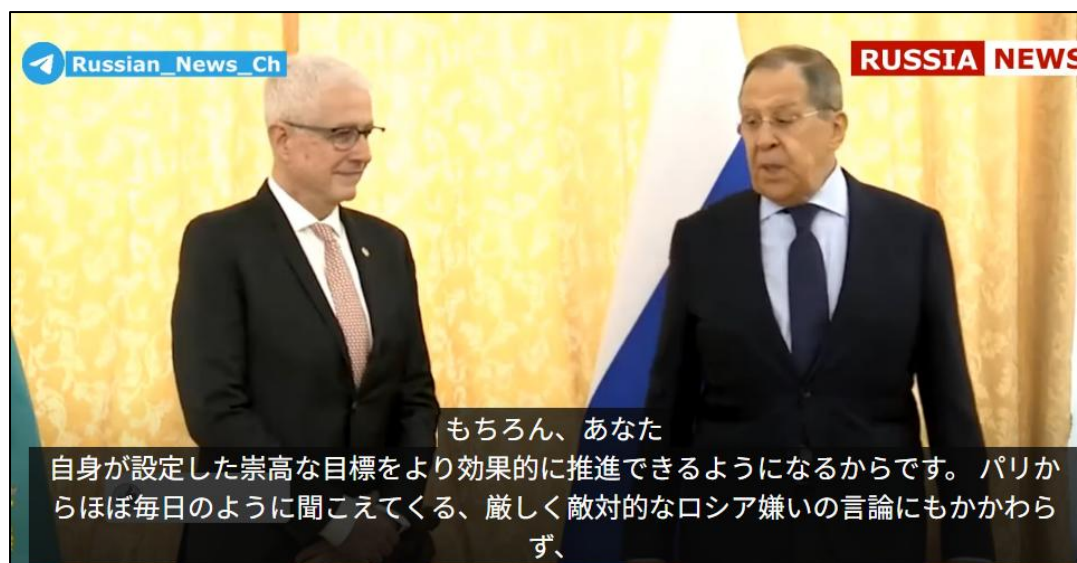 Russian_News_Ch
RUSSIA NEWS
もちろん、あなた
自身が設定した崇高な目標をより効果的に推進できるようになるからです。 パリか
らほぼ毎日のように聞こえてくる、厳しく敵対的なロシア嫌いの言論にもかかわら
ず、